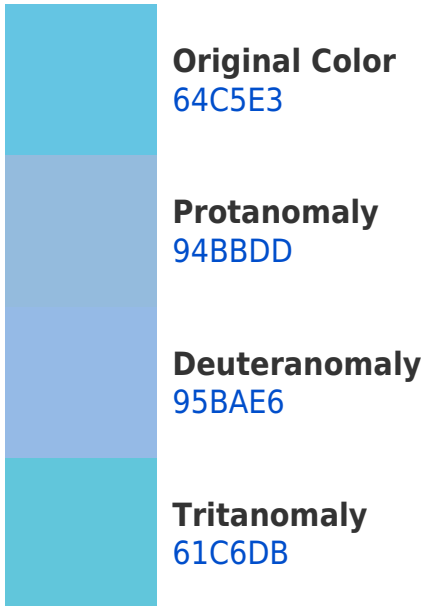 Original Color
64C5E3
Protanomaly
94BBDD
Deuteranomaly
95BAE6
Tritanomaly
61C6DB